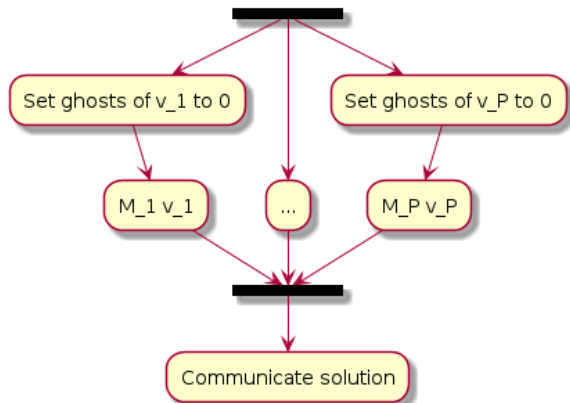 Set ghosts of v_1 to 0
Set ghosts of v_P to 0
M_1 v_1
...
M_P v_P
Communicate solution